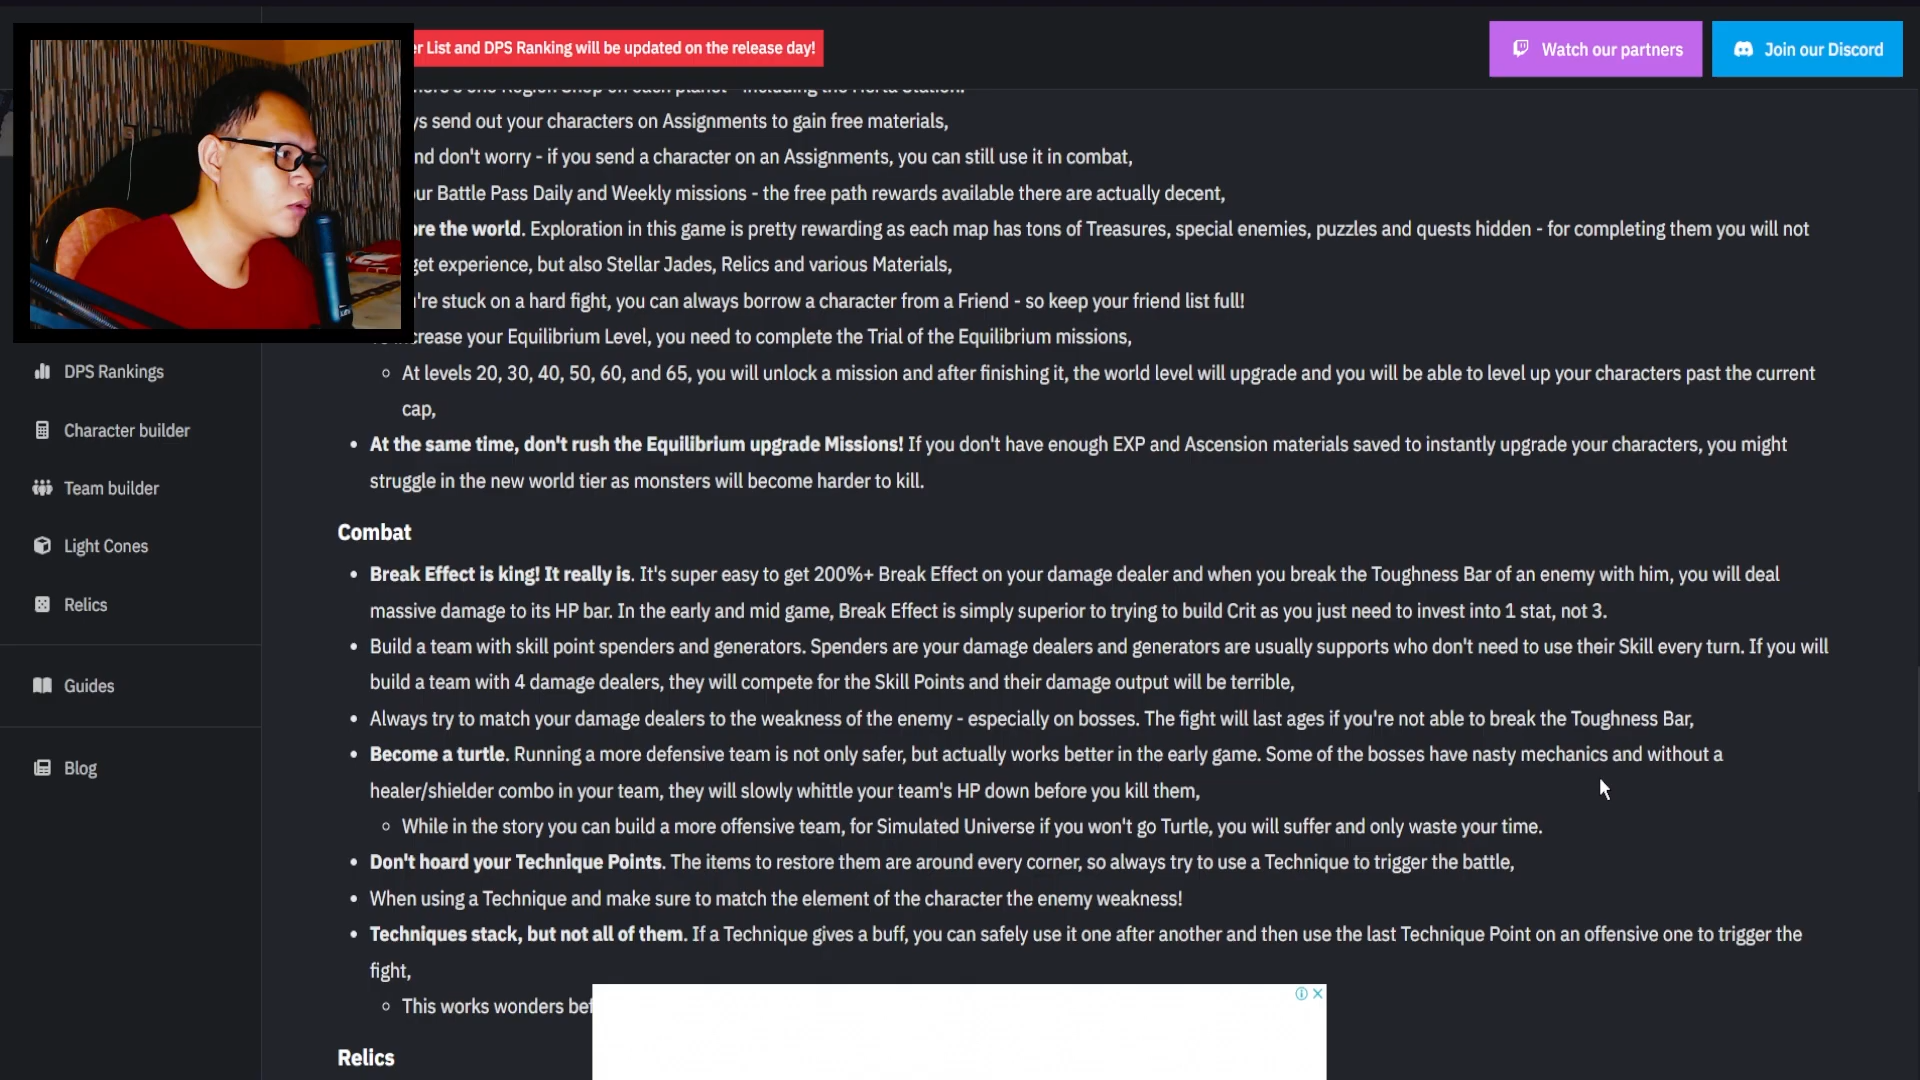 er List and DPS Ranking will be updated on the release day!
Watch our partners
Join our Discord
ys send out your characters on Assignments to gain free materials,
nd don't worry - if you send a character on an Assignments, you can still use it in combat,
ur Battle Pass Daily and Weekly missions - the free path rewards available there are actually decent,
ore the world. Exploration in this game is pretty rewarding as each map has tons of Treasures, special enemies, puzzles and quests hidden - for completing them you will not
get experience, but also Stellar Jades, Relics and various Materials,
u're stuck on a hard fight, you can always borrow a character from a Friend - so keep your friend list full!
crease your Equilibrium Level, you need to complete the Trial of the Equilibrium missions,
At levels 20, 30, 40, 50, 60, and 65, you will unlock a mission and after finishing it, the world level will upgrade and you will be able to level up your characters past the current
cap,
At the same time, don't rush the Equilibrium upgrade Missions! If you don't have enough EXP and Ascension materials saved to instantly upgrade your characters, you might
struggle in the new world tier as monsters will become harder to kill.
Combat
Break Effect is king! It really is. It's super easy to get 200%+ Break Effect on your damage dealer and when you break the Toughness Bar of an enemy with him, you will deal
massive damage to its HP bar. In the early and mid game, Break Effect is simply superior to trying to build Crit as you just need to invest into 1 stat, not 3.
Build a team with skill point spenders and generators. Spenders are your damage dealers and generators are usually supports who don't need to use their Skill every turn. If you will
build a team with 4 damage dealers, they will compete for the Skill Points and their damage output will be terrible,
Always try to match your damage dealers to the weakness of the enemy - especially on bosses. The fight will last ages if you're not able to break the Toughness Bar,
Become a turtle. Running a more defensive team is not only safer, but actually works better in the early game. Some of the bosses have nasty mechanics and without a
healer/shielder combo in your team, they will slowly whittle your team's HP down before you kill them,
While in the story you can build a more offensive team, for Simulated Universe if you won't go Turtle, you will suffer and only waste your time.
Don't hoard your Technique Points. The items to restore them are around every corner, so always try to use a Technique to trigger the battle,
When using a Technique and make sure to match the element of the character the enemy weakness!
Techniques stack, but not all of them. If a Technique gives a buff, you can safely use it one after another and then use the last Technique Point on an offensive one to trigger the
fight,
This works wonders bef
Relics
DPS Rankings
Character builder
Team builder
Light Cones
Relics
Guides
Blog